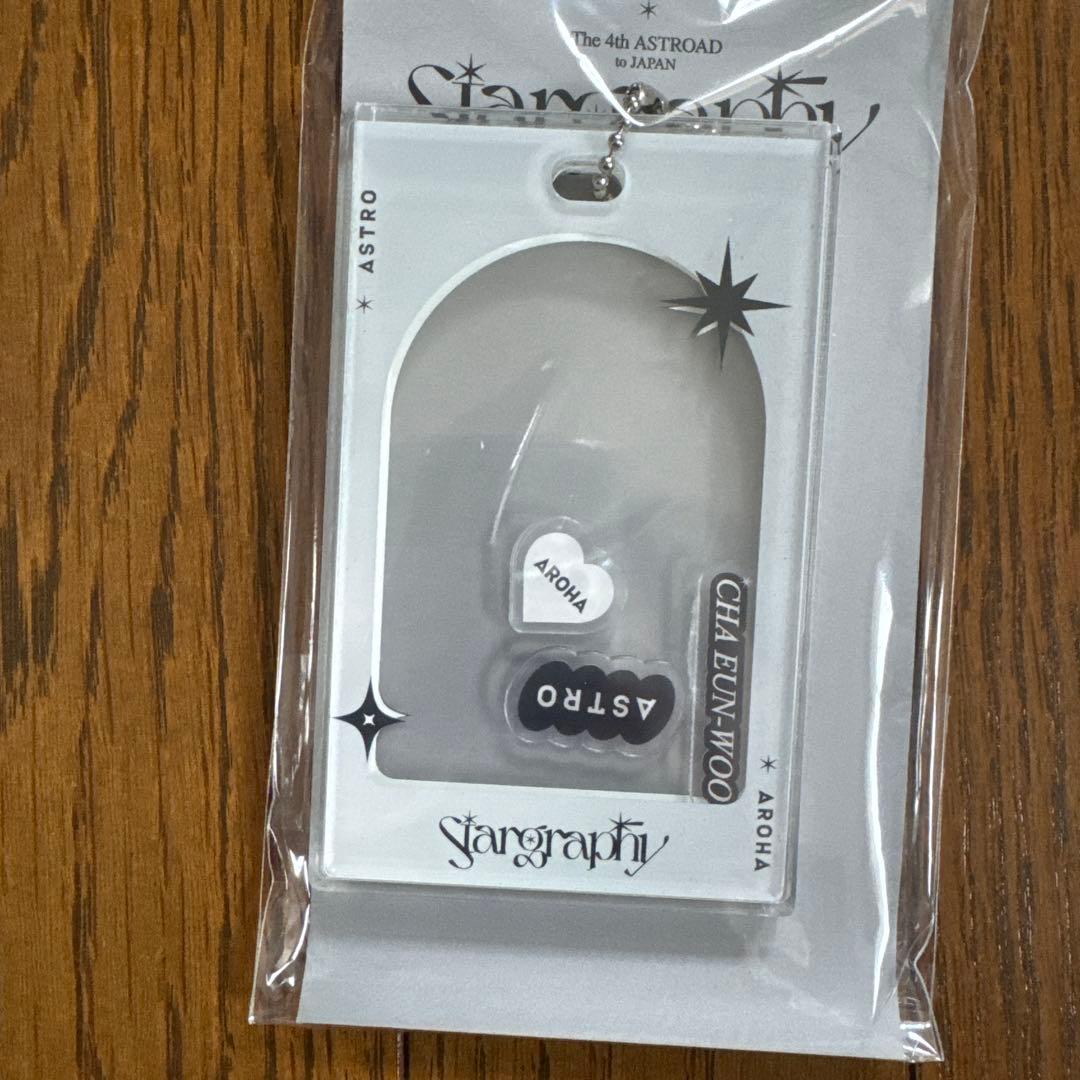 The 4th ASTROAD
to JAPAN
Stargraphy
ASTRO
AROHA
ASTRO
CHA EUN-WOO
AROHA
Stargraphy